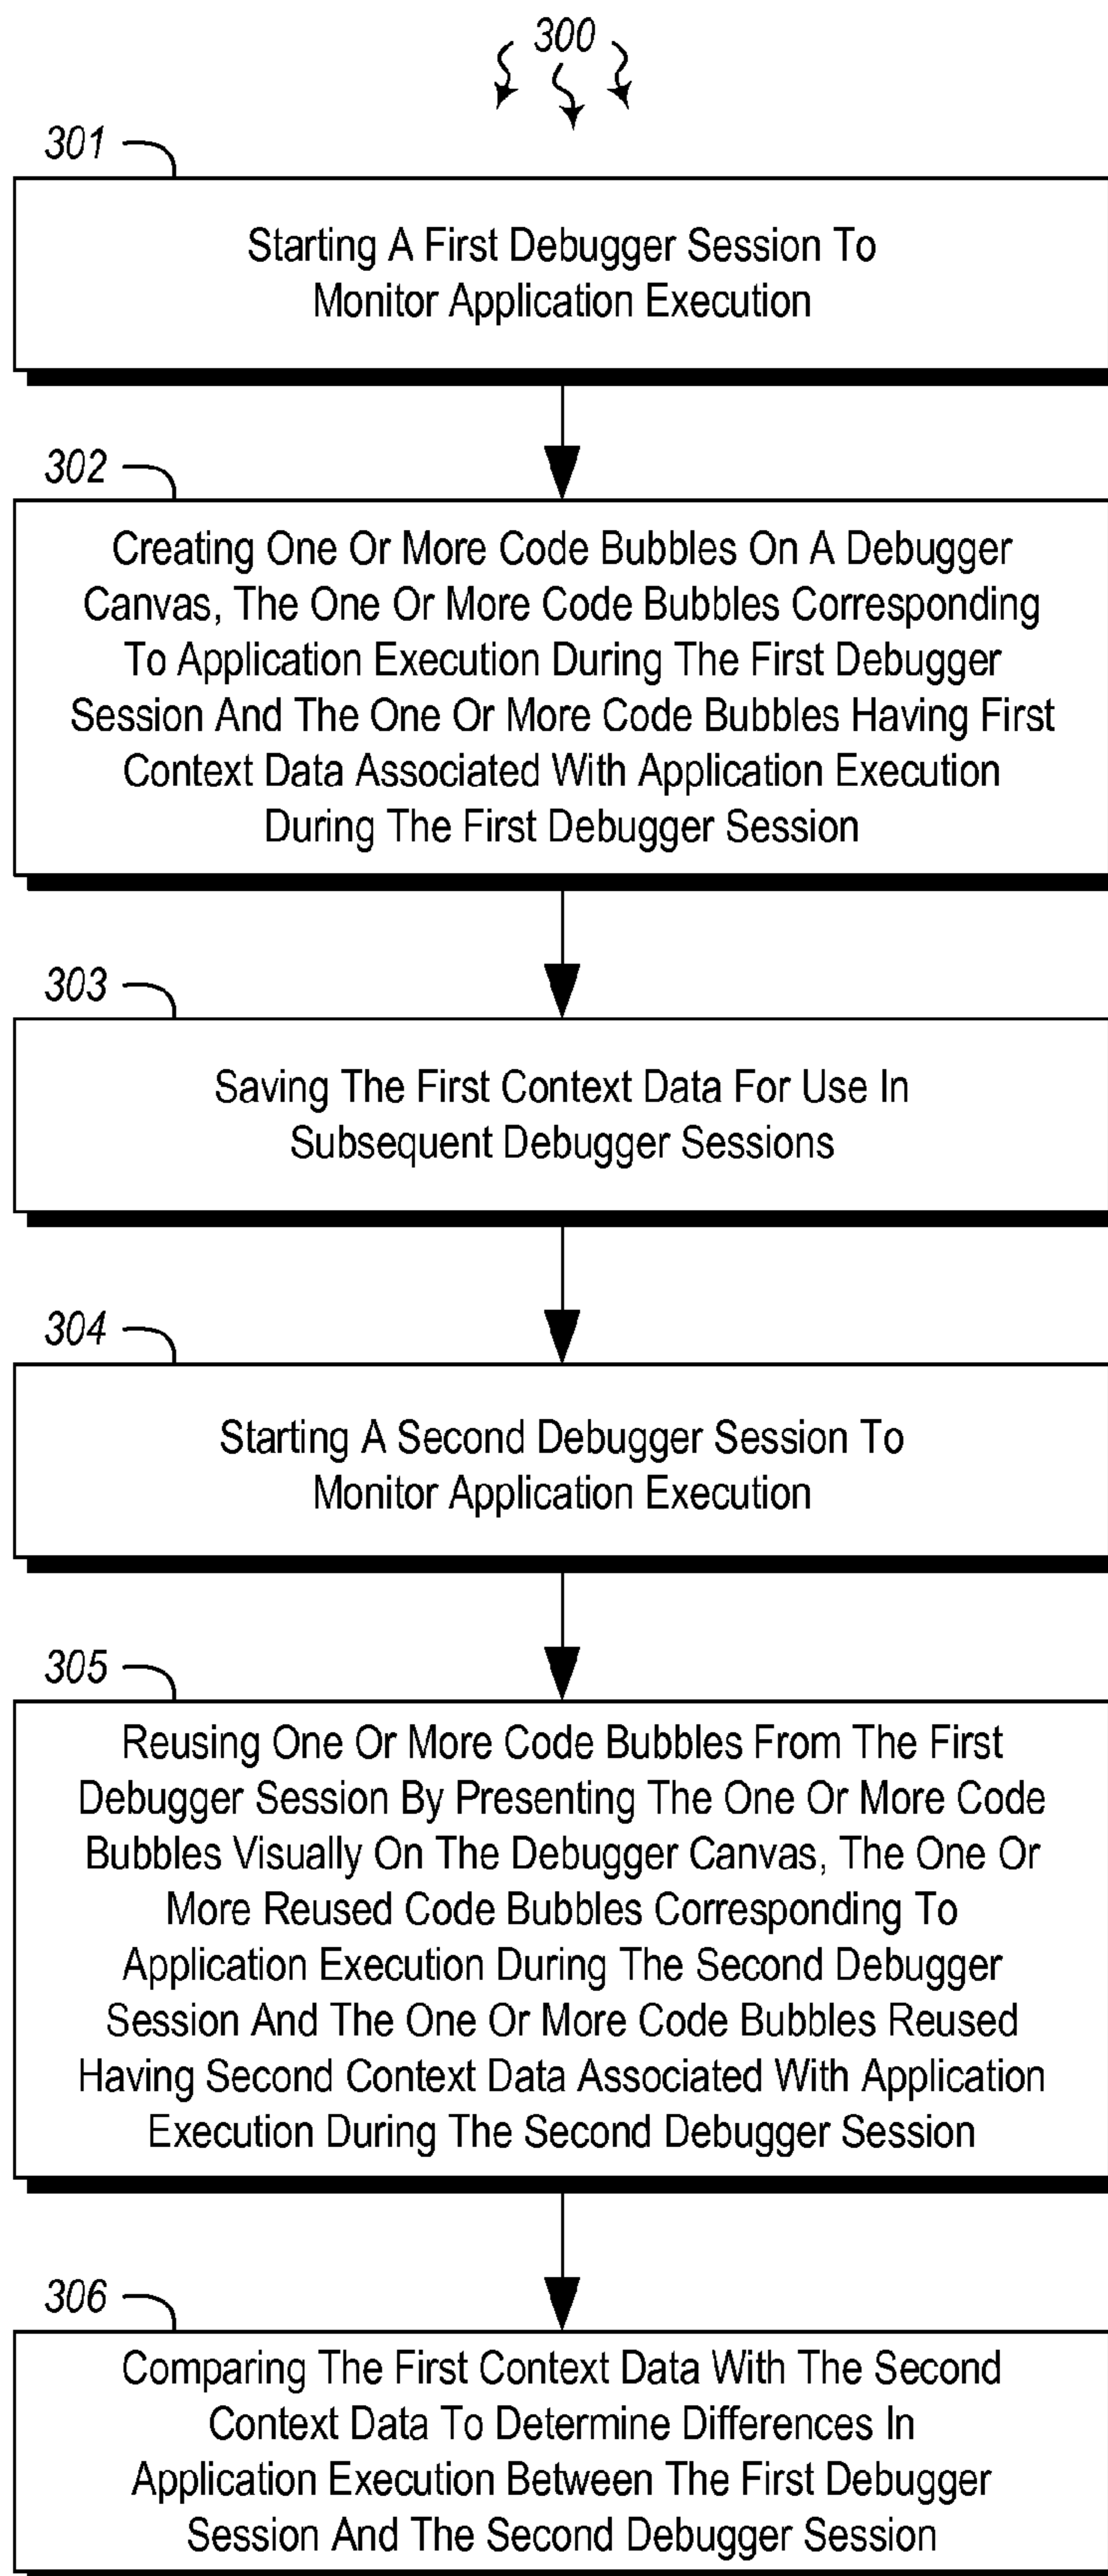 300
301
Starting A First Debugger Session To
Monitor Application Execution
302
Creating One Or More Code Bubbles On A Debugger
Canvas, The One Or More Code Bubbles Corresponding
To Application Execution During The First Debugger
Session And The One Or More Code Bubbles Having First
Context Data Associated With Application Execution
During The First Debugger Session
303
Saving The First Context Data For Use In
Subsequent Debugger Sessions
304
Starting A Second Debugger Session To
Monitor Application Execution
305
Reusing One Or More Code Bubbles From The First
Debugger Session By Presenting The One Or More Code
Bubbles Visually On The Debugger Canvas, The One Or
More Reused Code Bubbles Corresponding To
Application Execution During The Second Debugger
Session And The One Or More Code Bubbles Reused
Having Second Context Data Associated With Application
Execution During The Second Debugger Session
306
Comparing The First Context Data With The Second
Context Data To Determine Differences In
Application Execution Between The First Debugger
Session And The Second Debugger Session